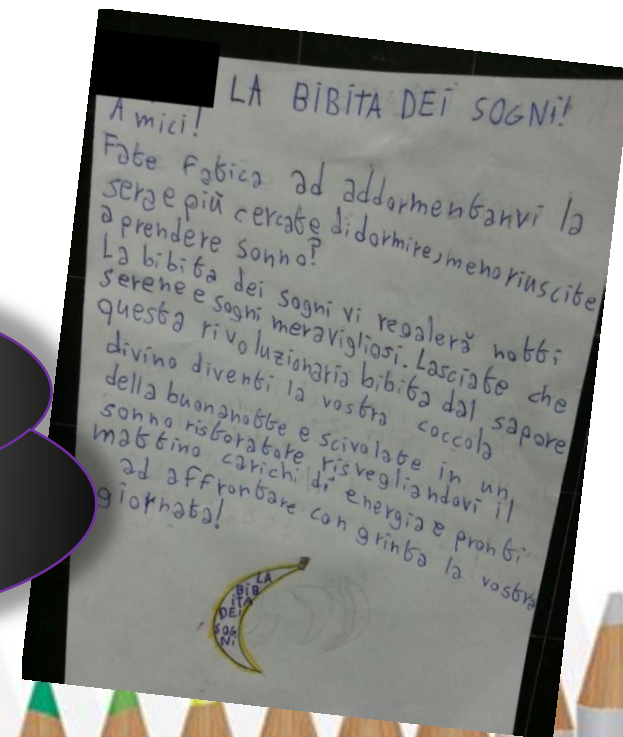 LA BIBITA DEI SOGNI!
Amici!
Fate fatica ad addormentarvi la
sera e più cercate di dormire, meno riuscite
a prendere sonno?
La bibita dei sogni vi regalerà notti
serene e sogni meravigliosi. Lasciate che
questa rivoluzionaria bibita dal sapore
divino diventi la vostra coccola
della buonanotte e scivolate in un
sonno ristoratore risvegliandovi il
mattino carichi di energia e pronti
ad affrontare con grinta la vostra
giornata!
LA
BIB
ITA
DEI
SOG
NI